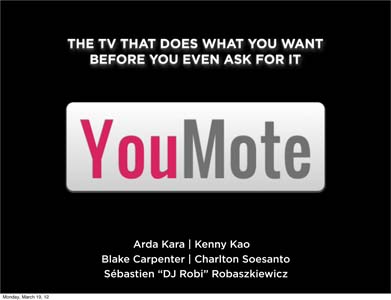 THE TV THAT DOES WHAT YOU WANT
BEFORE YOU EVEN ASK FOR IT
YouMote
Arda Kara | Kenny Kao
Blake Carpenter | Charlton Soesanto
Sébastien “DJ Robi” Robaszkiewicz
Monday, March 19, 12